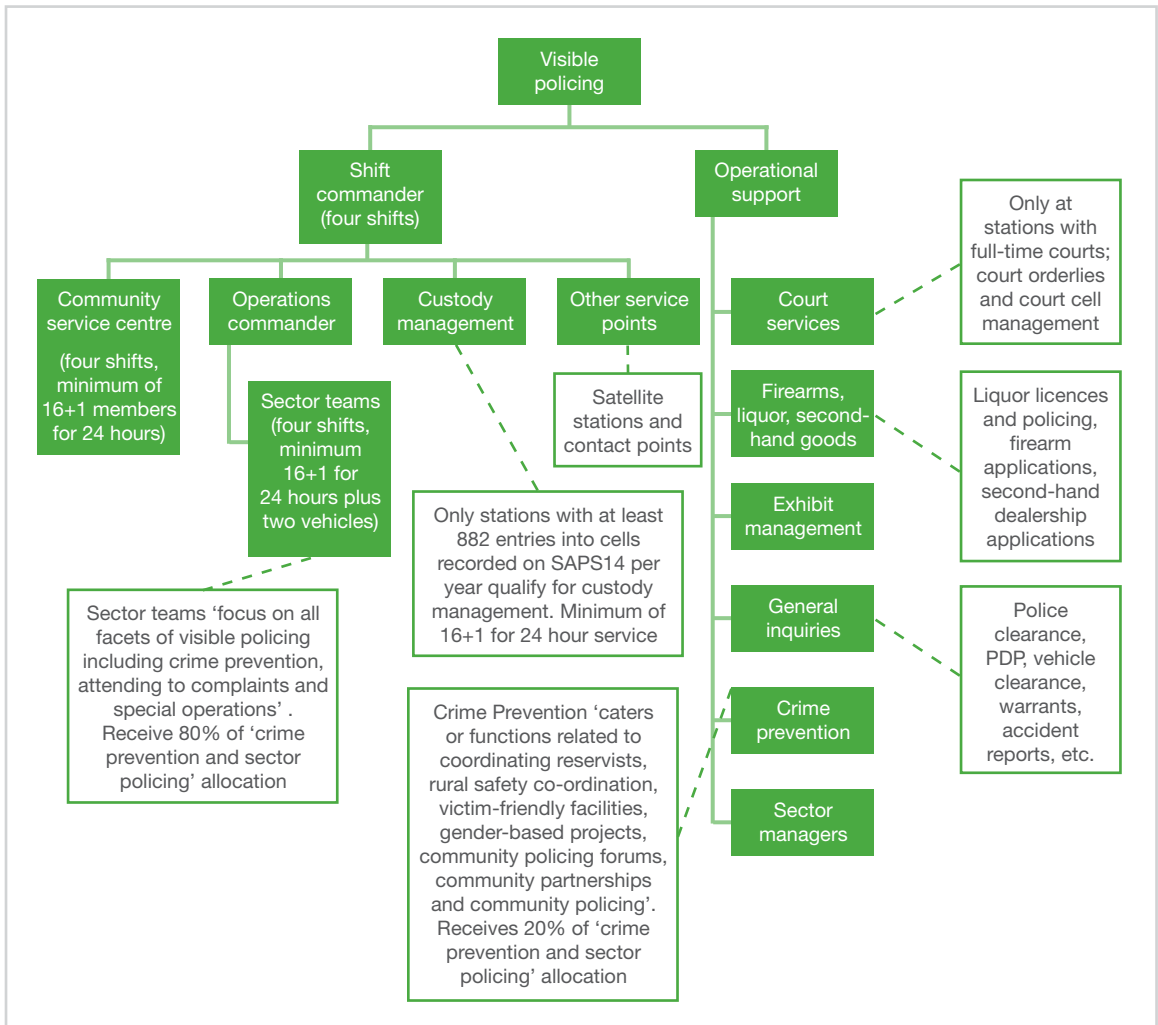 Visible
policing
Shift
commander
(four shifts)
Operational
support
Community
service centre
(four shifts,
minimum of
16+1 members
for 24 hours)
Operations
commander
Sector teams
(four shifts,
minimum
16+1 for
24 hours plus
two vehicles)
Sector teams ‘focus on all
facets of visible policing
including crime prevention,
attending to complaints and
special operations’ .
Receive 80% of ‘crime
prevention and sector
policing’ allocation
Custody
management
Only stations with at least
882 entries into cells
recorded on SAPS14 per
year qualify for custody
management. Minimum of
16+1 for 24 hour service
Other service
points
Satellite
stations and
contact points
Court
services
Only at
stations with
full-time courts;
court orderlies
and court cell
management
Firearms,
liquor, second-
hand goods
Liquor licences
and policing,
firearm
applications,
second-hand
dealership
applications
Exhibit
management
General
inquiries
Police
clearance,
PDP, vehicle
clearance,
warrants,
accident
reports, etc.
Crime
prevention
Crime Prevention ‘caters
or functions related to
coordinating reservists,
rural safety co-ordination,
victim-friendly facilities,
gender-based projects,
community policing forums,
community partnerships
and community policing’.
Receives 20% of ‘crime
prevention and sector
policing’ allocation
Sector
managers